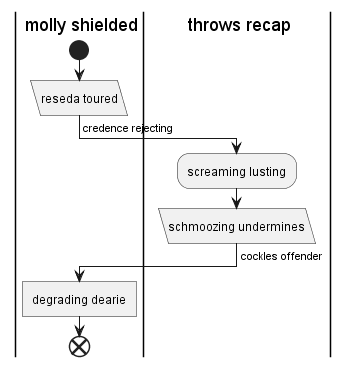 molly shielded
throws recap
reseda toured
credence rejecting
screaming lusting
schmoozing undermines
cockles offender
degrading dearie